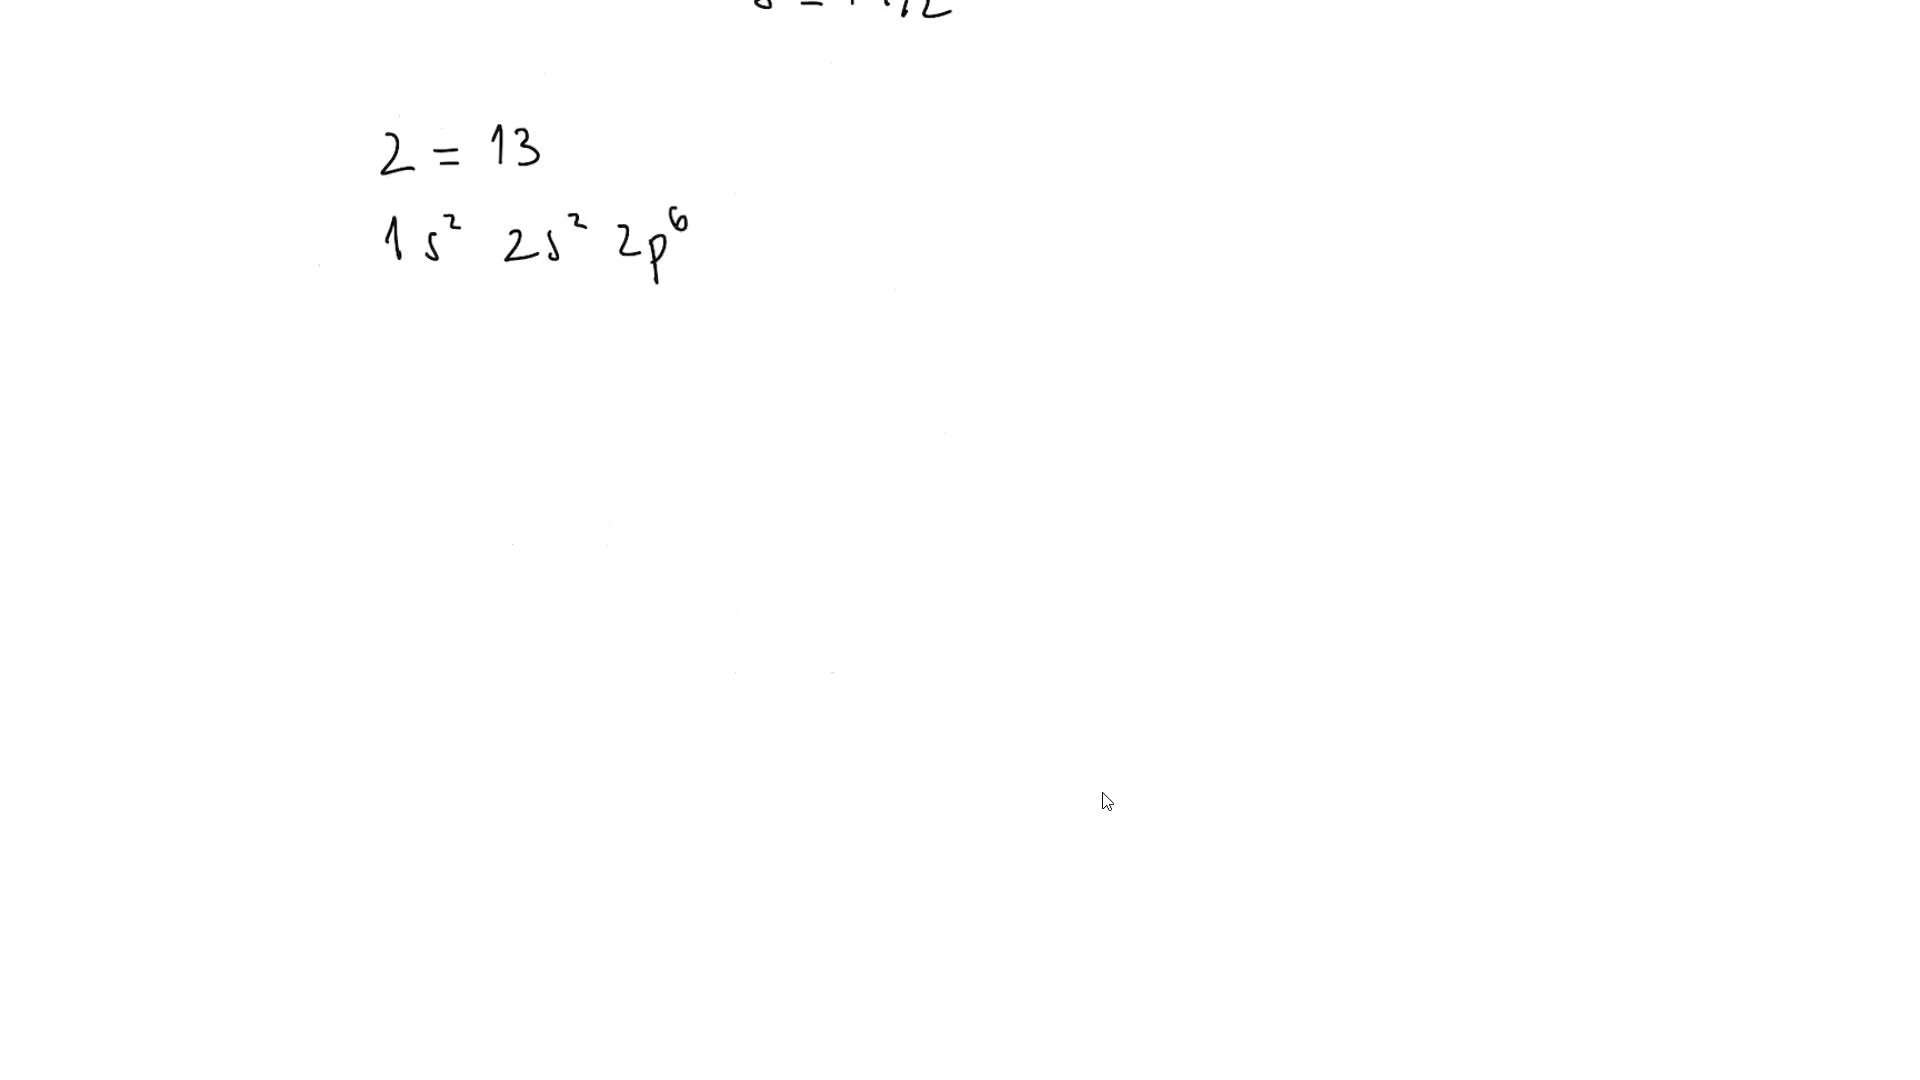 2 = 13
1s² 2s² 2p⁶